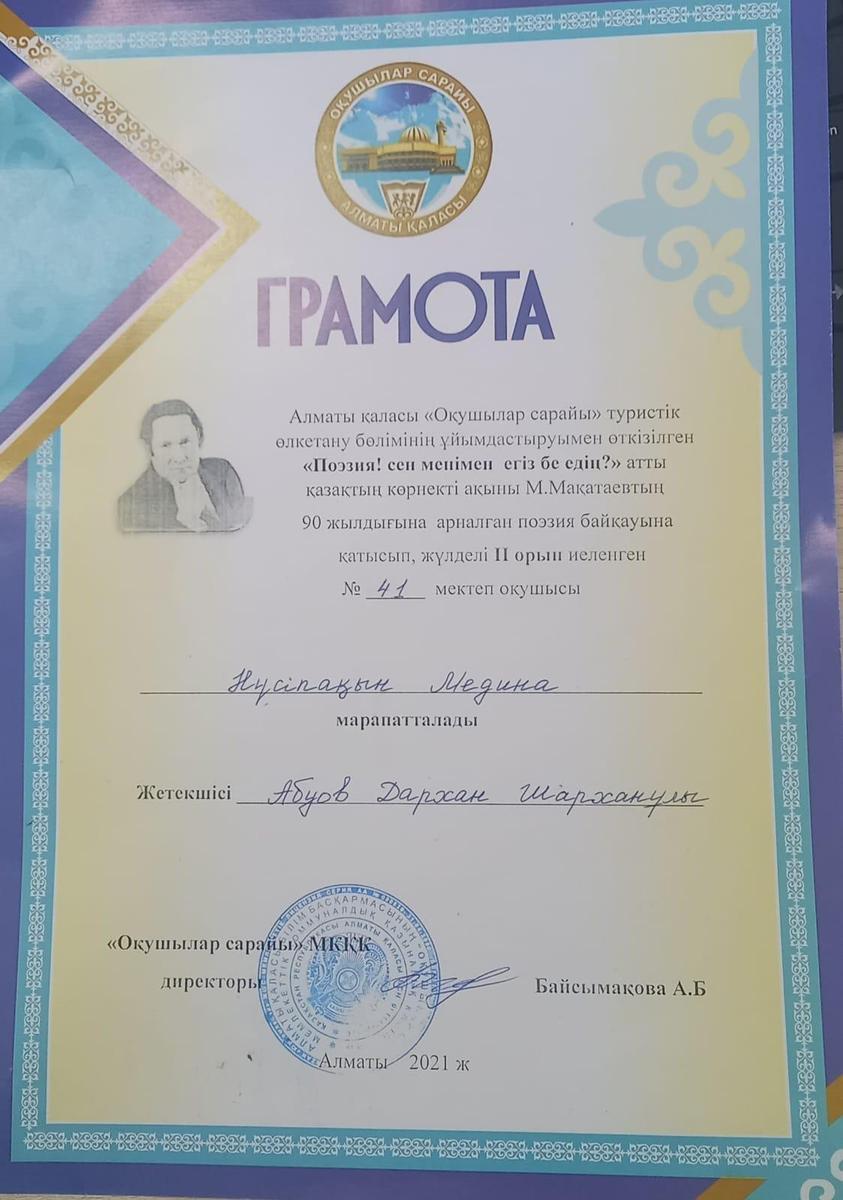 ОҚУШЫЛАР САРАЙЫ
АЛМАТЫ ҚАЛАСЫ
ГРАМОТА
Алматы қаласы «Оқушылар сарайы» туристік
өлкетану бөлімінің ұйымдастыруымен өткізілген
«Поэзия! сен менімен егіз бе едің?» атты
қазақтың көрнекті ақыны М.Мақатаевтың
90 жылдығына арналған поэзия байқауына
қатысып, жүлделі ІІ орын иеленген
№ 41 мектеп оқушысы
Нүсіпақын Медина
марапатталады
Жетекшісі Абуов Дархан Шарханұлы
«Оқушылар сарайы» МКҚК
директоры Байсымақова А.Б
Алматы 2021 ж